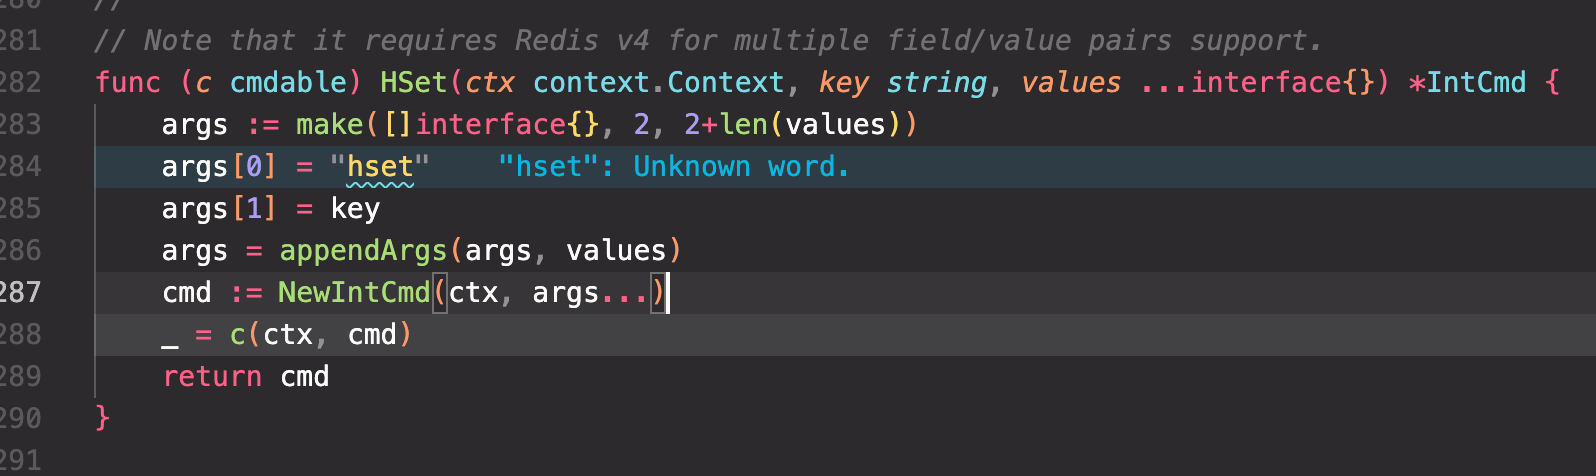 280 //
281 // Note that it requires Redis v4 for multiple field/value pairs support.
282 func (c cmdable) HSet(ctx context.Context, key string, values ...interface{}) *IntCmd {
283 args := make([]interface{}, 2, 2+len(values))
284 args[0] = "hset" "hset": Unknown word.
285 args[1] = key
286 args = appendArgs(args, values)
287 cmd := NewIntCmd(ctx, args...)
288 _ = c(ctx, cmd)
289 return cmd
290 }
291